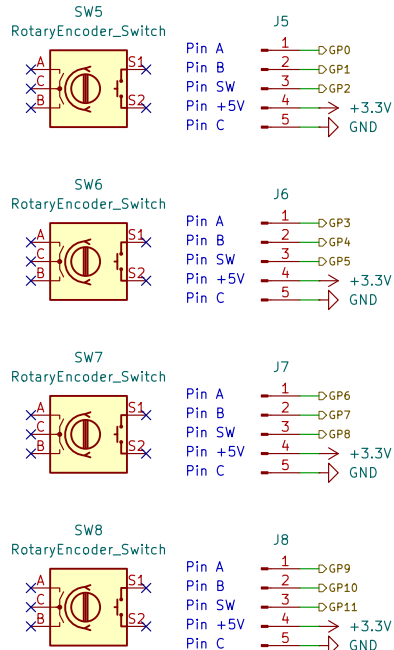 SW5
RotaryEncoder_Switch
A
C
B
S1
S2
J5
Pin A 1 GP0
Pin B 2 GP1
Pin SW 3 GP2
Pin +5V 4 +3.3V
Pin C 5 GND
SW6
RotaryEncoder_Switch
A
C
B
S1
S2
J6
Pin A 1 GP3
Pin B 2 GP4
Pin SW 3 GP5
Pin +5V 4 +3.3V
Pin C 5 GND
SW7
RotaryEncoder_Switch
A
C
B
S1
S2
J7
Pin A 1 GP6
Pin B 2 GP7
Pin SW 3 GP8
Pin +5V 4 +3.3V
Pin C 5 GND
SW8
RotaryEncoder_Switch
A
C
B
S1
S2
J8
Pin A 1 GP9
Pin B 2 GP10
Pin SW 3 GP11
Pin +5V 4 +3.3V
Pin C 5 GND